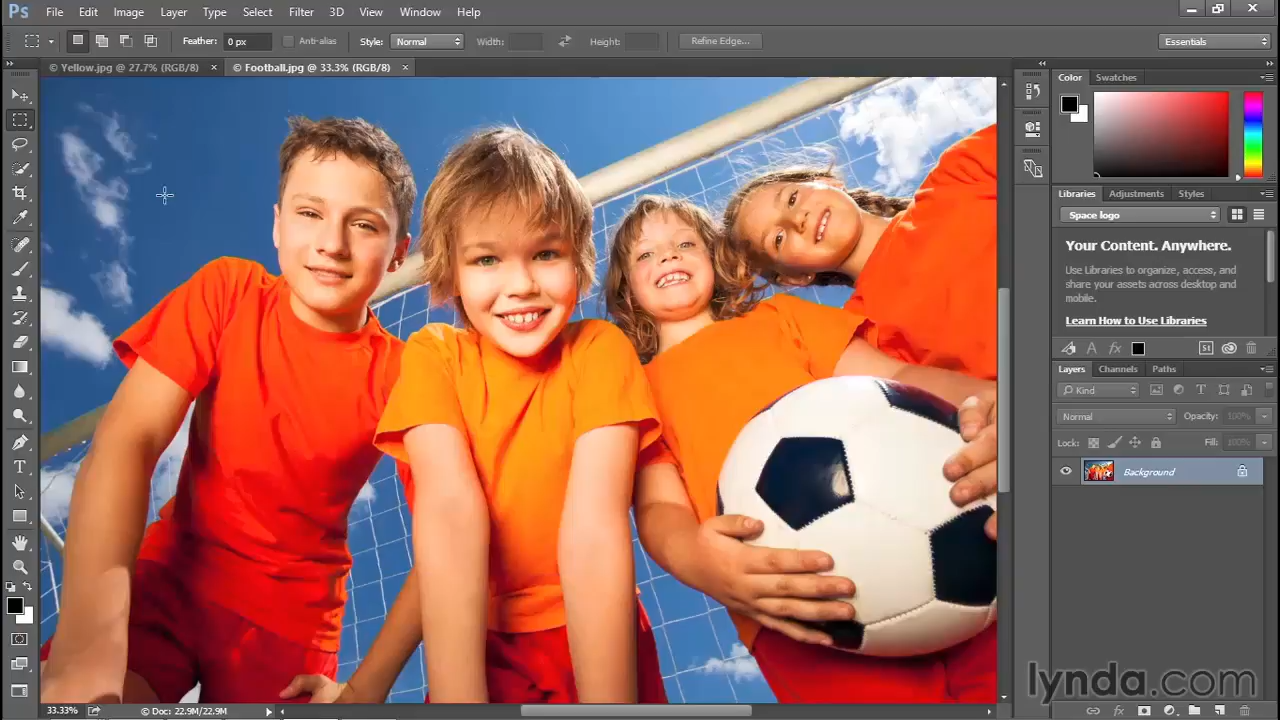 Ps File Edit Image Layer Type Select Filter 3D View Window Help
Feather: 0 px Anti-alias Style: Normal Width: Height: Refine Edge... Essentials
© Yellow.jpg @ 27.7% (RGB/8) × © Football.jpg @ 33.3% (RGB/8) ×
Color Swatches
Libraries Adjustments Styles
Space logo
Your Content. Anywhere.
Use Libraries to organize, access, and
share your assets across desktop and
mobile.
Learn How to Use Libraries
A fx St
Layers Channels Paths
Kind T
Normal Opacity: 100%
Lock: Fill: 100%
Background
T
lynda.com
33.33% © Doc: 22.9M/22.9M fx